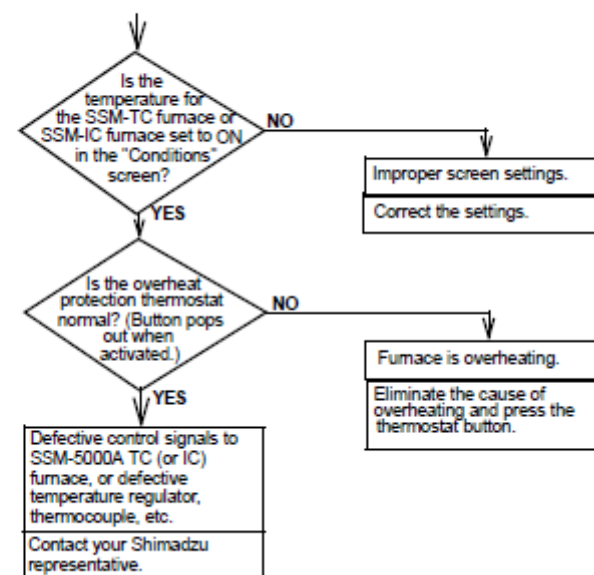 Is the
temperature for
the SSM-TC furnace or
SSM-IC furnace set to ON
in the "Conditions"
screen?
NO
Improper screen settings.
Correct the settings.
YES
Is the overheat
protection thermostat
normal? (Button pops
out when
activated.)
NO
Furnace is overheating.
Eliminate the cause of
overheating and press the
thermostat button.
YES
Defective control signals to
SSM-5000A TC (or IC)
furnace, or defective
temperature regulator,
thermocouple, etc.
Contact your Shimadzu
representative.